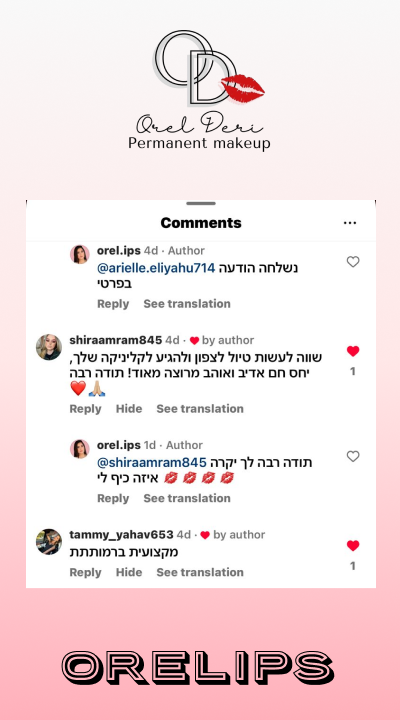 OD
Orel Deri
Permanent makeup
Comments
orel.ips 4d · Author
@arielle.eliyahu714 נשלחה הודעה
בפרטי
Reply See translation
shiraamram845 4d · ❤️ by author
שווה לעשות טיול לצפון ולהגיע לקליניקה שלך,
יחס חם אדיב ואוהב מרוצה מאוד! תודה רבה
❤️🙏🏼
Reply Hide See translation
1
orel.ips 1d · Author
@shiraamram845 תודה רבה לך יקרה
איזה כיף לי 💋 💋 💋 💋
Reply See translation
tammy_yahav653 4d · ❤️ by author
מקצועית ברמותתת
Reply Hide See translation
1
ORELIPS